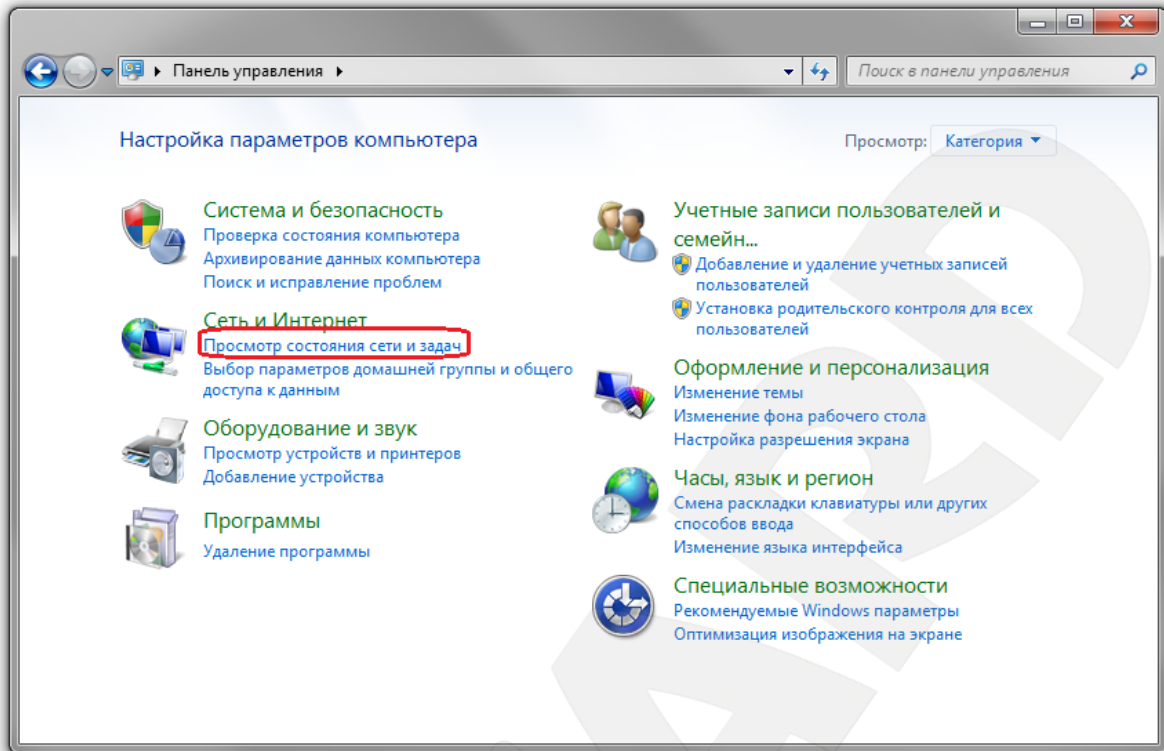 Панель управления
Поиск в панели управления
Настройка параметров компьютера
Просмотр: Категория
Система и безопасность
Проверка состояния компьютера
Архивирование данных компьютера
Поиск и исправление проблем
Сеть и Интернет
Просмотр состояния сети и задач
Выбор параметров домашней группы и общего
доступа к данным
Оборудование и звук
Просмотр устройств и принтеров
Добавление устройства
Программы
Удаление программы
Учетные записи пользователей и
семейн...
Добавление и удаление учетных записей
пользователей
Установка родительского контроля для всех
пользователей
Оформление и персонализация
Изменение темы
Изменение фона рабочего стола
Настройка разрешения экрана
Часы, язык и регион
Смена раскладки клавиатуры или других
способов ввода
Изменение языка интерфейса
Специальные возможности
Рекомендуемые Windows параметры
Оптимизация изображения на экране